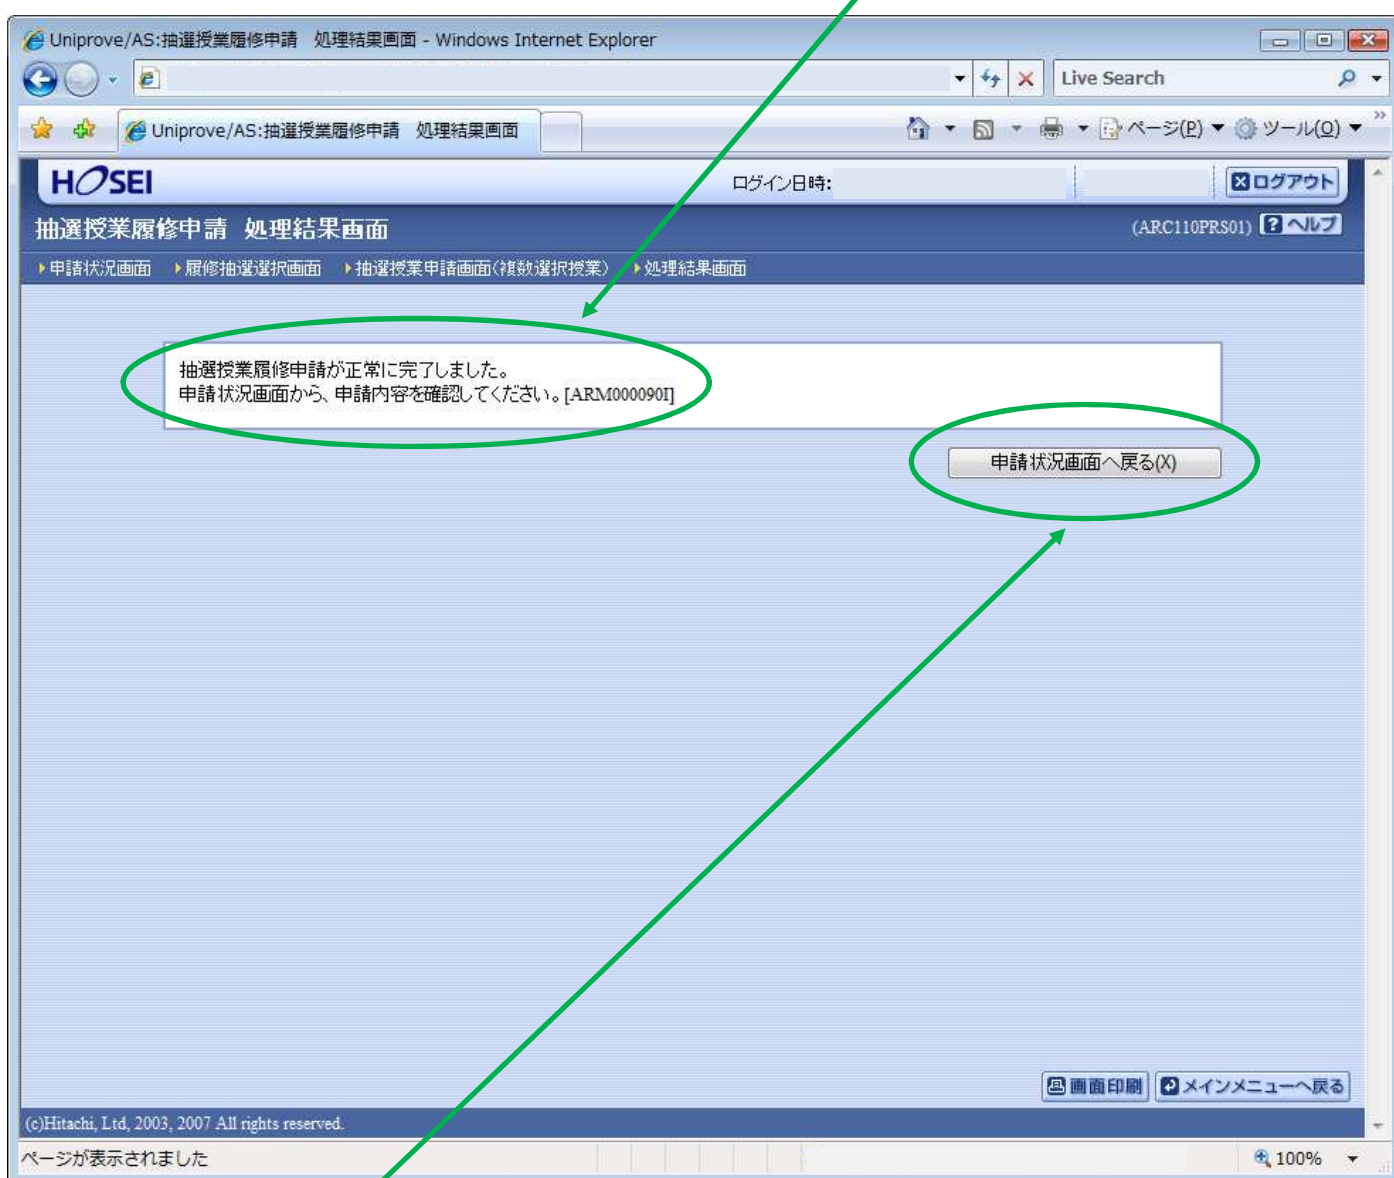 Uniprove/AS:抽選授業履修申請　処理結果画面 - Windows Internet Explorer
Live Search
Uniprove/AS:抽選授業履修申請　処理結果画面
ページ(P)
ツール(O)
HOSEI
ログイン日時:
ログアウト
抽選授業履修申請　処理結果画面
(ARC110PRS01)
? ヘルプ
申請状況画面
履修抽選選択画面
抽選授業申請画面(複数選択授業)
処理結果画面
抽選授業履修申請が正常に完了しました。
申請状況画面から、申請内容を確認してください。[ARM000090I]
申請状況画面へ戻る(X)
画面印刷
メインメニューへ戻る
(c)Hitachi, Ltd, 2003, 2007 All rights reserved.
ページが表示されました
100%